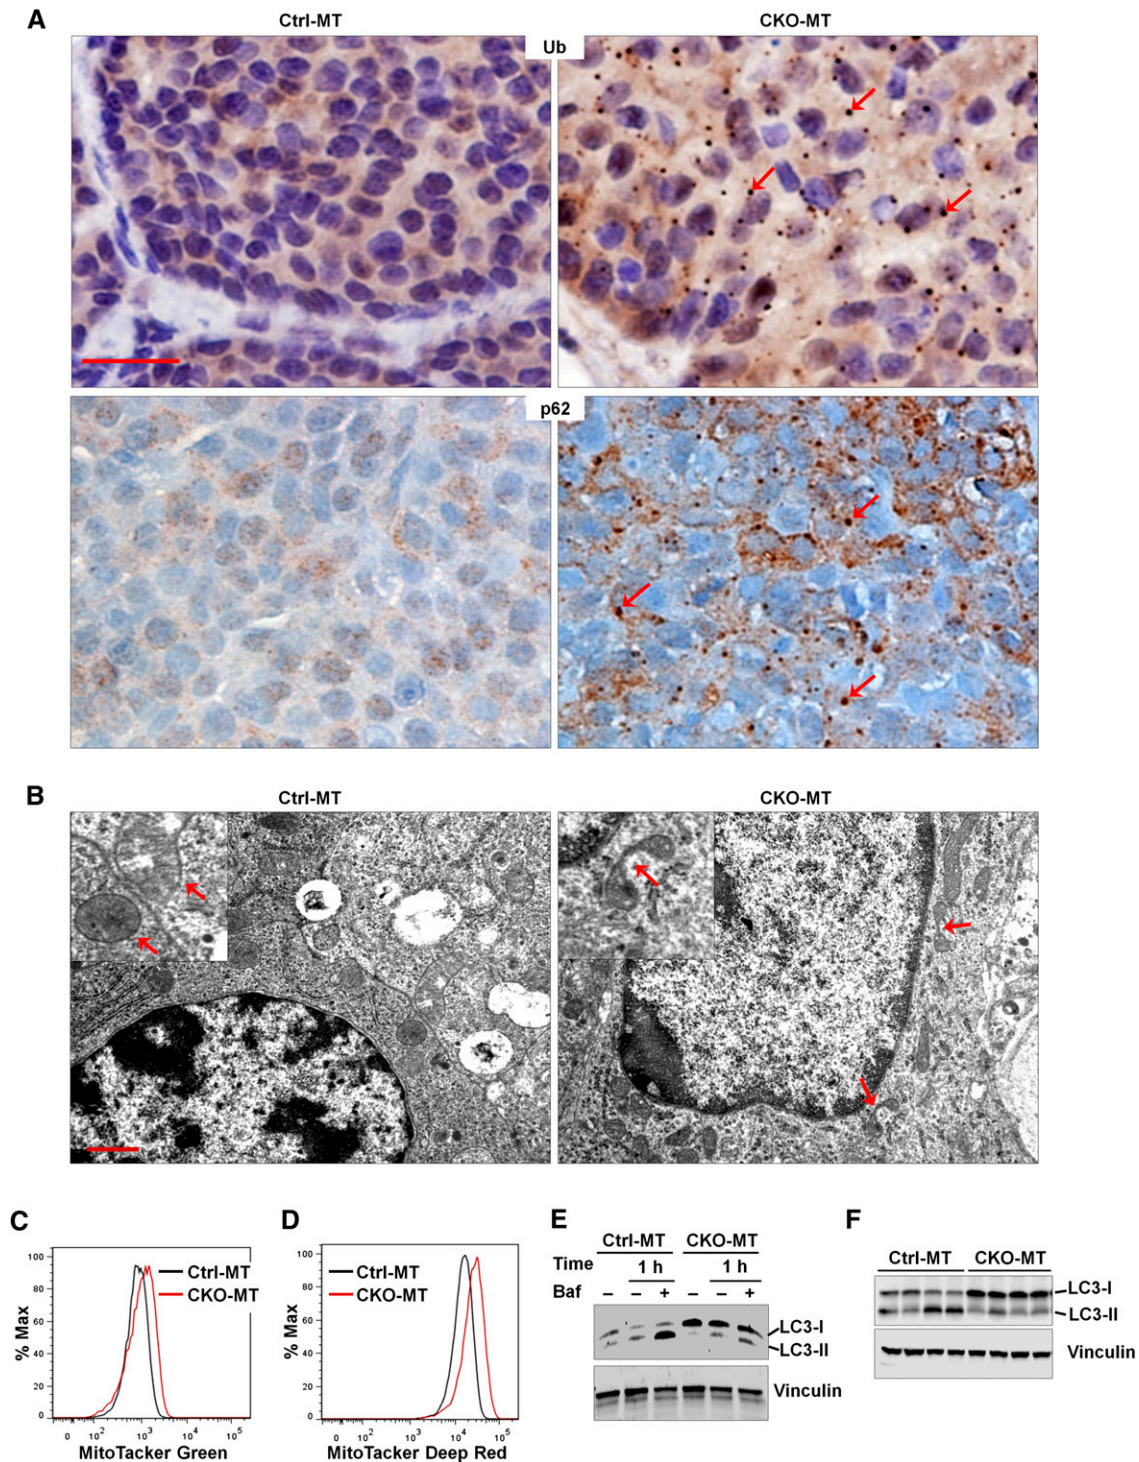 A
Ctrl-MT
CKO-MT
Ub
p62
B
Ctrl-MT
CKO-MT
C
D
E
F
100
80
60
40
20
0
% Max
Ctrl-MT
CKO-MT
0 10² 10³ 10⁴ 10⁵
MitoTacker Green
100
80
60
40
20
0
% Max
Ctrl-MT
CKO-MT
0 10² 10³ 10⁴ 10⁵
MitoTacker Deep Red
Ctrl-MT CKO-MT
Time 1 h 1 h
Baf – – + – – +
LC3-I
LC3-II
Vinculin
Ctrl-MT CKO-MT
LC3-I
LC3-II
Vinculin